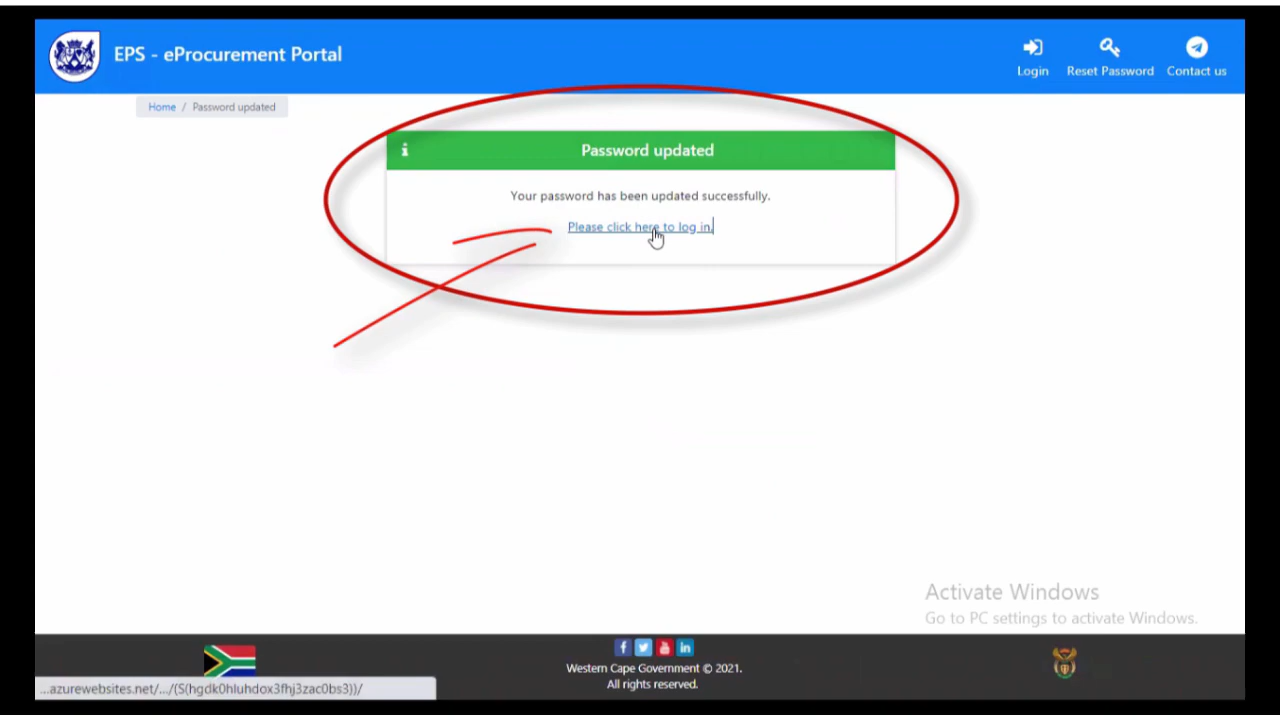 EPS - eProcurement Portal
Login
Reset Password
Contact us
Home / Password updated
Password updated
Your password has been updated successfully.
Please click here to log in.
Activate Windows
Go to PC settings to activate Windows.
Western Cape Government © 2021.
All rights reserved.
...azurewebsites.net/.../(S(hgdk0hluhdox3fhj3zac0bs3))/